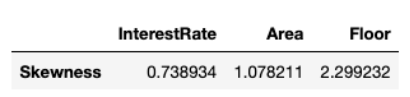 InterestRate Area Floor
Skewness 0.738934 1.078211 2.299232